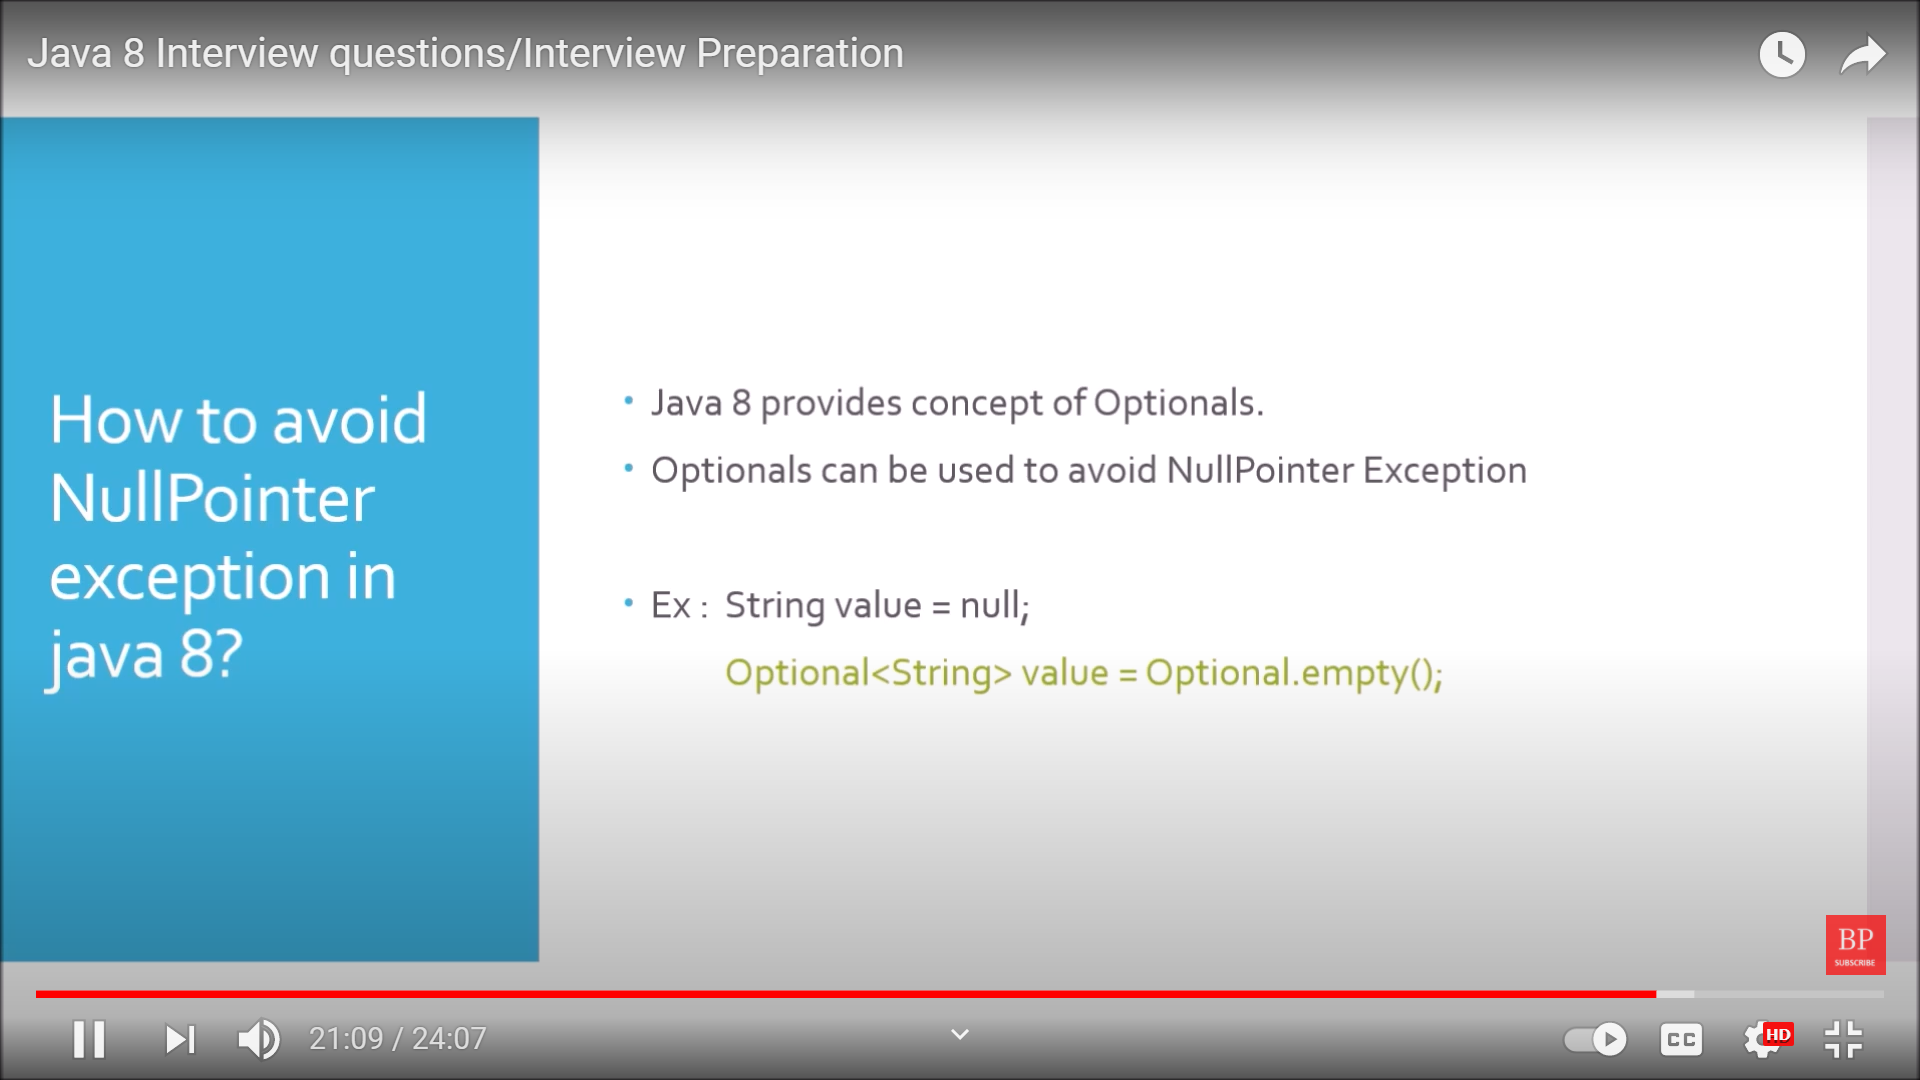 Java 8 Interview questions/Interview Preparation
How to avoid
NullPointer
exception in
java 8?
• Java 8 provides concept of Optionals.
• Optionals can be used to avoid NullPointer Exception
• Ex : String value = null;
Optional<String> value = Optional.empty();
BP
SUBSCRIBE
21:09 / 24:07
CC
HD